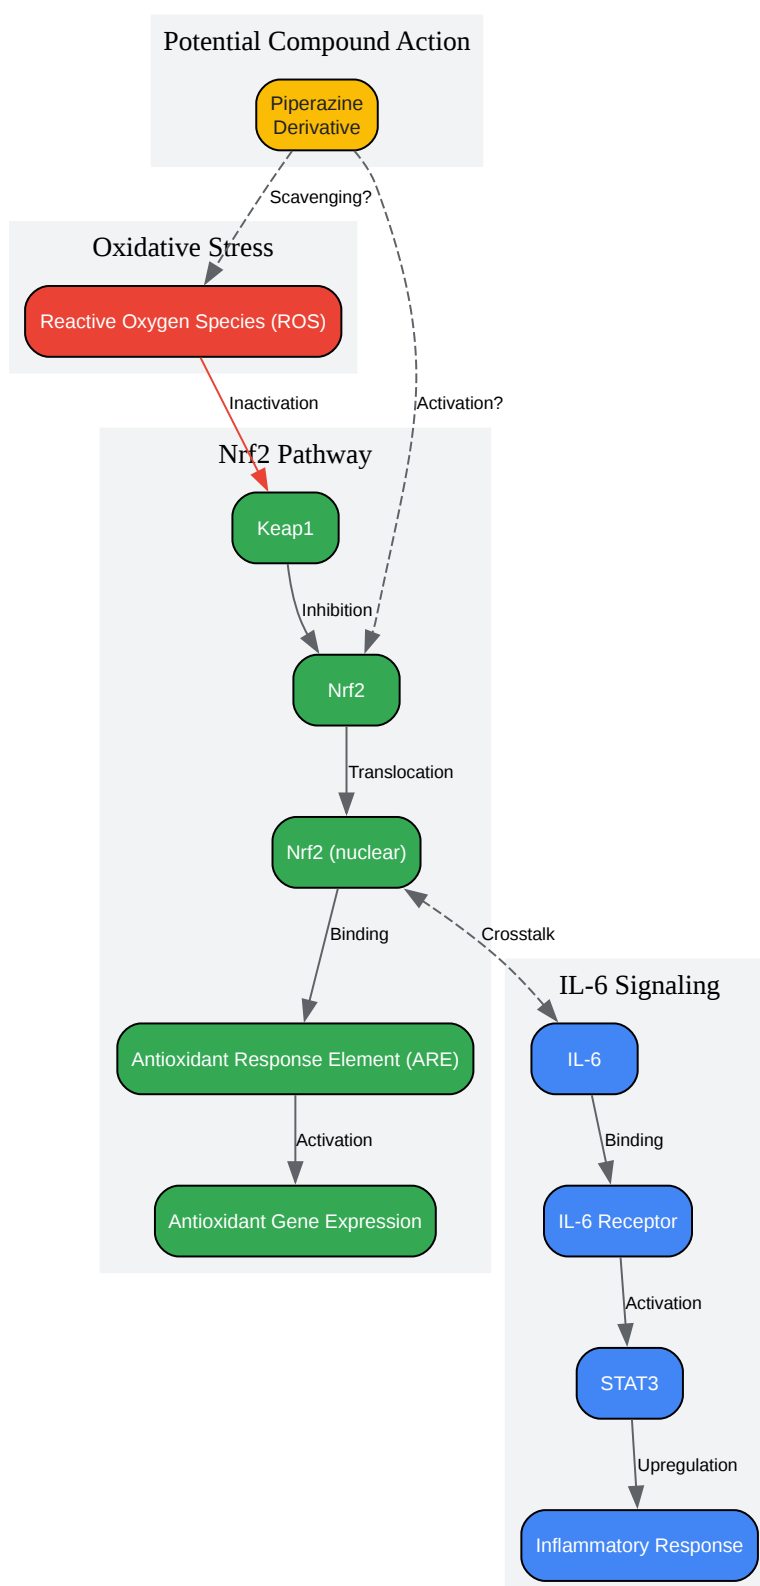 Potential Compound Action
Piperazine
Derivative
Scavenging?
Oxidative Stress
Reactive Oxygen Species (ROS)
Inactivation
Activation?
Nrf2 Pathway
Keap1
Inhibition
Nrf2
Translocation
Nrf2 (nuclear)
Binding
Crosstalk
IL-6 Signaling
Antioxidant Response Element (ARE)
IL-6
Activation
Binding
Antioxidant Gene Expression
IL-6 Receptor
Activation
STAT3
Upregulation
Inflammatory Response